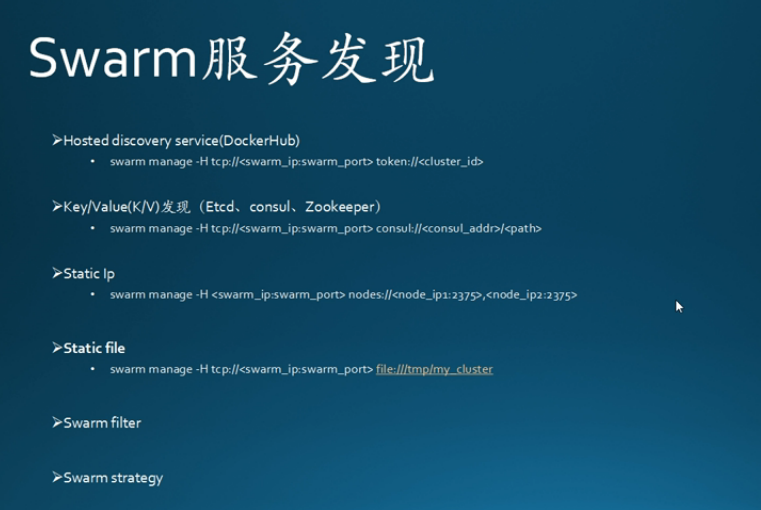 Swarm服务发现
➢Hosted discovery service(DockerHub)
• swarm manage -H tcp://<swarm_ip:swarm_port> token://<cluster_id>
➢Key/Value(K/V)发现（Etcd、consul、Zookeeper）
• swarm manage -H tcp://<swarm_ip:swarm_port> consul://<consul_addr>/<path>
➢Static Ip
• swarm manage -H <swarm_ip:swarm_port> nodes://<node_ip1:2375>,<node_ip2:2375>
➢Static file
• swarm manage -H tcp://<swarm_ip:swarm_port> file:///tmp/my_cluster
➢Swarm filter
➢Swarm strategy